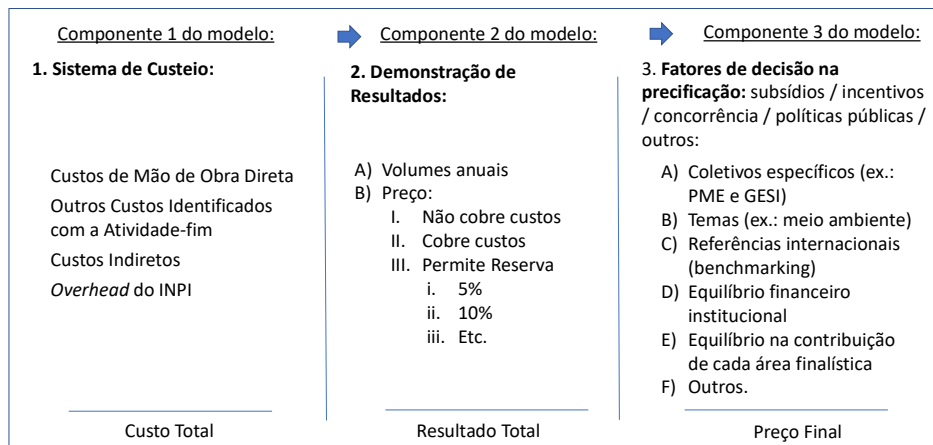 Componente 1 do modelo:
1. Sistema de Custeio:
Custos de Mão de Obra Direta
Outros Custos Identificados
com a Atividade-fim
Custos Indiretos
Overhead do INPI
Custo Total
Componente 2 do modelo:
2. Demonstração de
Resultados:
A) Volumes anuais
B) Preço:
I. Não cobre custos
II. Cobre custos
III. Permite Reserva
i. 5%
ii. 10%
iii. Etc.
Resultado Total
Componente 3 do modelo:
3. Fatores de decisão na
precificação: subsídios / incentivos
/ concorrência / políticas públicas /
outros:
A) Coletivos específicos (ex.:
PME e GESI)
B) Temas (ex.: meio ambiente)
C) Referências internacionais
(benchmarking)
D) Equilíbrio financeiro
institucional
E) Equilíbrio na contribuição
de cada área finalística
F) Outros.
Preço Final